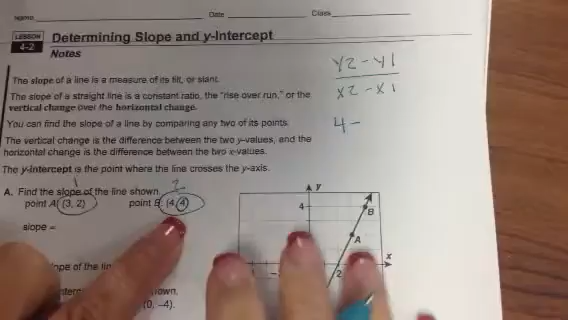 Name Date Class
LESSON 4-2 Determining Slope and y-Intercept
Notes
y2 - y1
x2 - x1
4 -
The slope of a line is a measure of its tilt, or slant.
The slope of a straight line is a constant ratio, the "rise over run," or the
vertical change over the horizontal change.
You can find the slope of a line by comparing any two of its points.
The vertical change is the difference between the two y-values, and the
horizontal change is the difference between the two x-values.
The y-intercept is the point where the line crosses the y-axis.
1 2
A. Find the slope of the line shown.
point A: (3, 2) point B: (4, 4)
slope =
ope of the lin
own.
(0, −4).
y
4
B
A
x
2